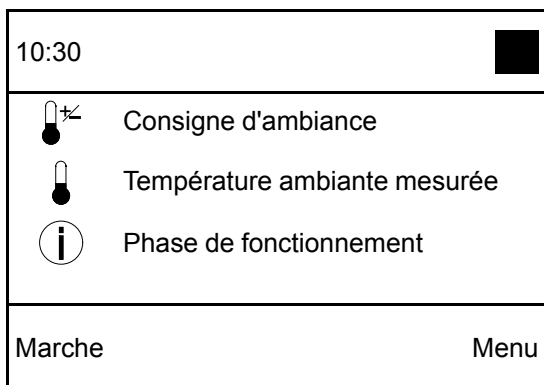 10:30
Consigne d'ambiance
Température ambiante mesurée
Phase de fonctionnement
Marche Menu